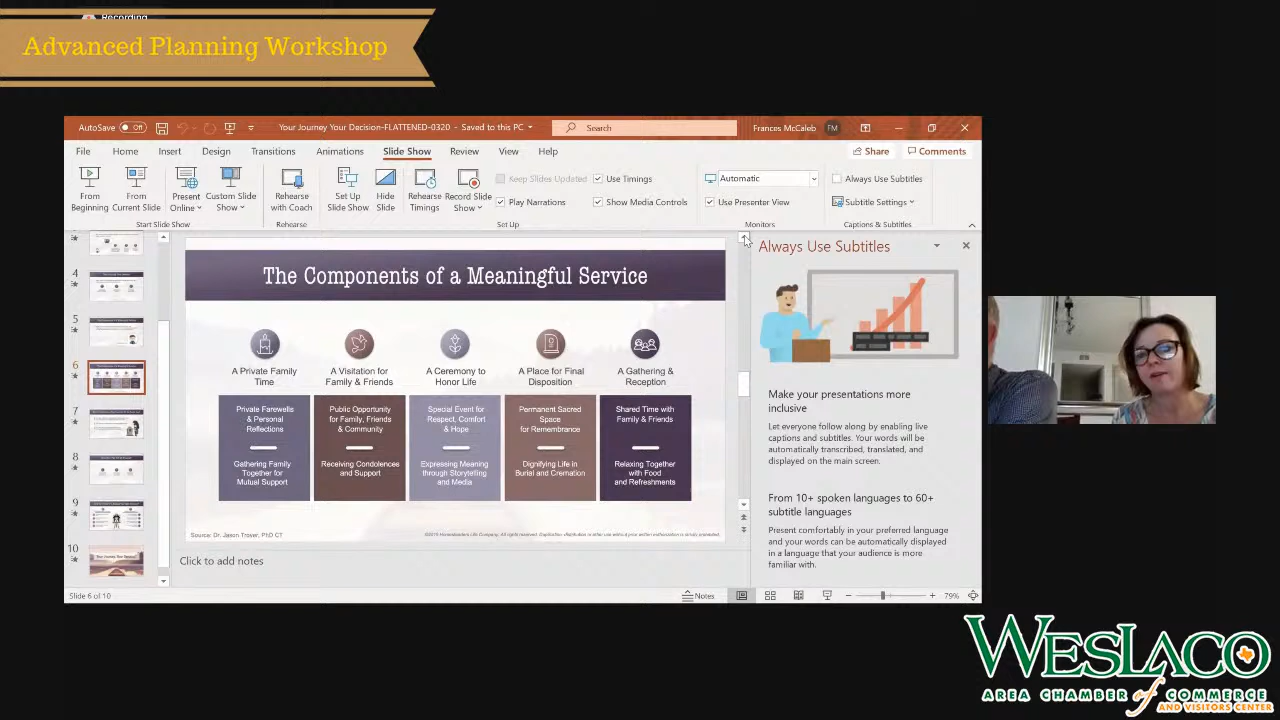 Recording
Advanced Planning Workshop
AutoSave Off
Your Journey Your Decision-FLATTENED-0320 - Saved to this PC
Search
Frances McCaleb FM
File Home Insert Design Transitions Animations Slide Show Review View Help
Share Comments
From Beginning
From Current Slide
Present Online
Custom Slide Show
Rehearse with Coach
Set Up Slide Show
Hide Slide
Rehearse Timings
Record Slide Show
Keep Slides Updated
Play Narrations
Use Timings
Show Media Controls
Automatic
Use Presenter View
Always Use Subtitles
Subtitle Settings
Start Slide Show
Rehearse
Set Up
Monitors
Captions & Subtitles
4
5
6
7
8
9
10
The Components of a Meaningful Service
A Private Family
Time
A Visitation for
Family & Friends
A Ceremony to
Honor Life
A Place for Final
Disposition
A Gathering &
Reception
Private Farewells
& Personal
Reflections
Gathering Family
Together for
Mutual Support
Public Opportunity
for Family, Friends
& Community
Receiving Condolences
and Support
Special Event for
Respect, Comfort
& Hope
Expressing Meaning
through Storytelling
and Media
Permanent Sacred
Space
for Remembrance
Dignifying Life in
Burial and Cremation
Shared Time with
Family & Friends
Relaxing Together
with Food
and Refreshments
Source: Dr. Jason Troyer, PhD CT
Click to add notes
Always Use Subtitles
Make your presentations more
inclusive
Let everyone follow along by enabling live
captions and subtitles. Your words will be
automatically transcribed, translated, and
displayed on the main screen.
From 10+ spoken languages to 60+
subtitle languages
Present comfortably in your preferred language
and your words can be automatically displayed
in a language that your audience is more
familiar with.
Slide 6 of 10
Notes
79%
WESLACO
AREA CHAMBER of COMMERCE
AND VISITORS CENTER